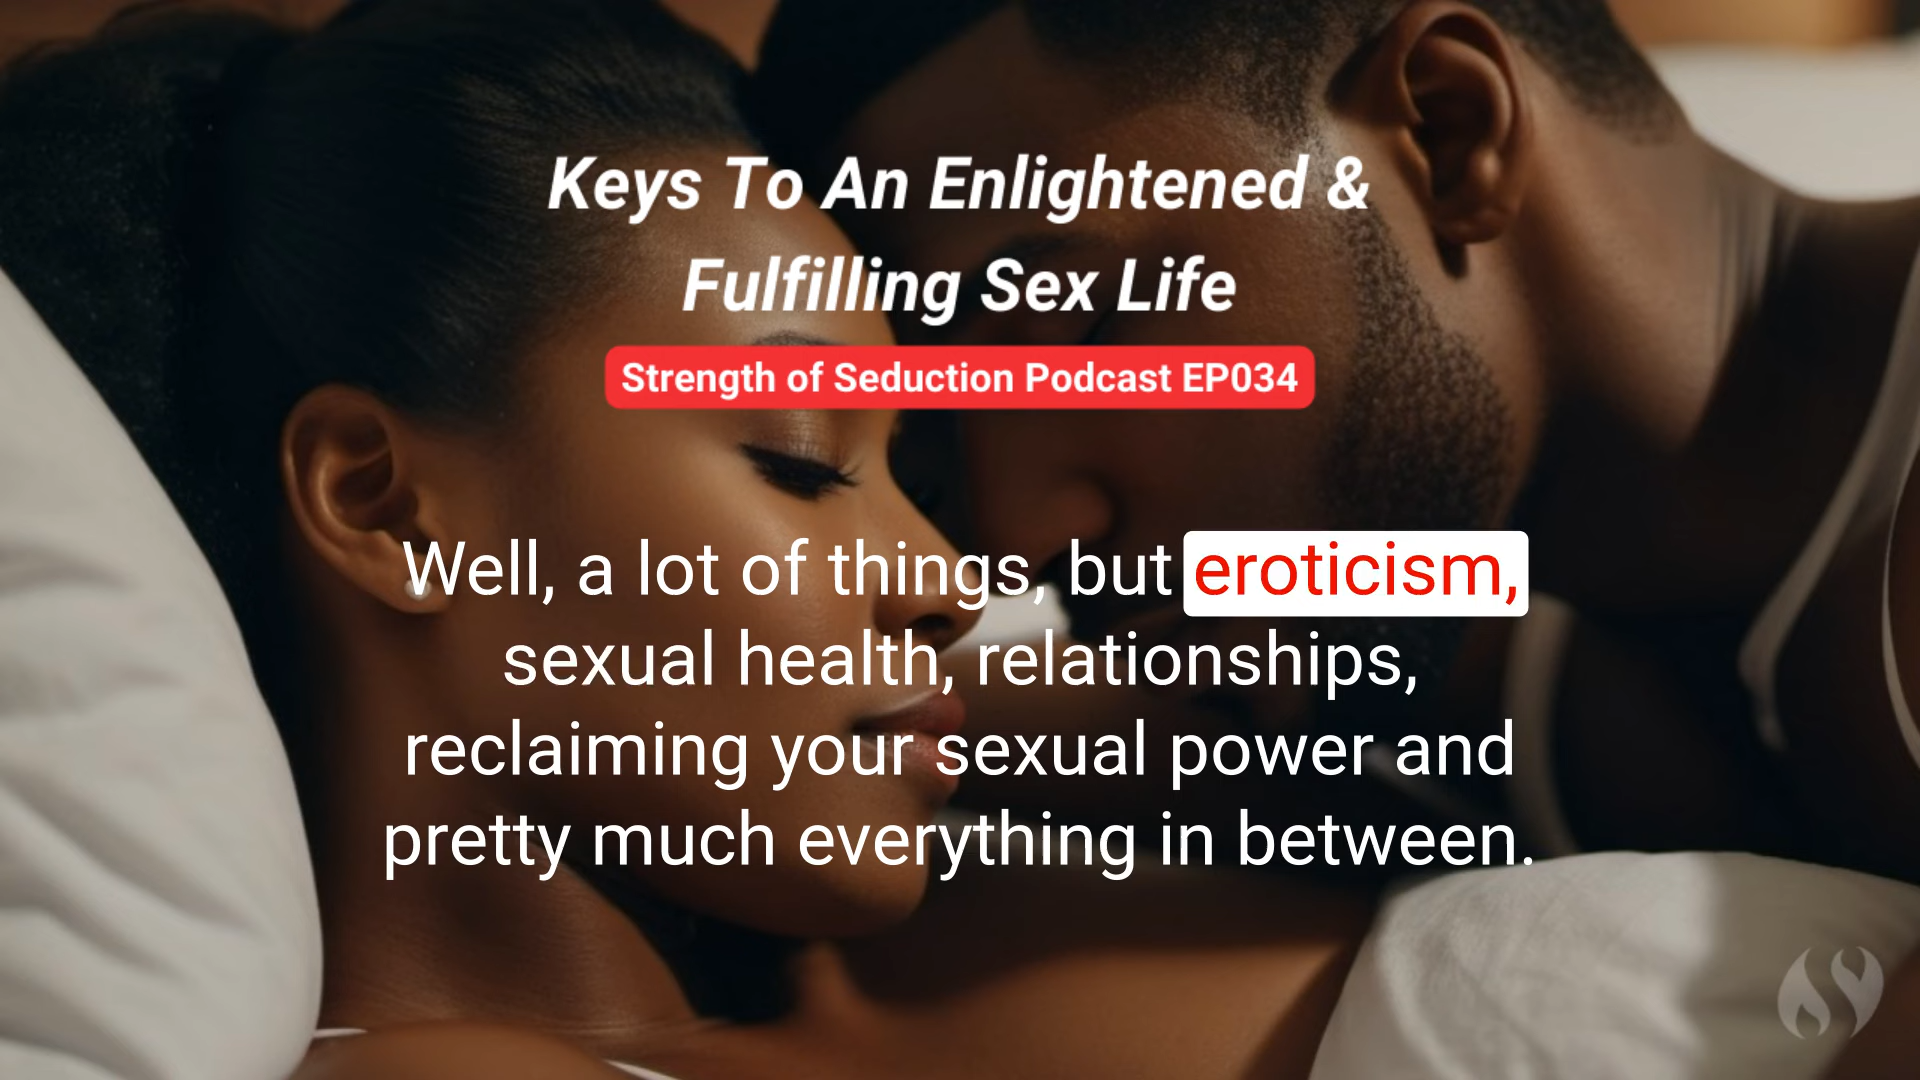 Keys To An Enlightened &
Fulfilling Sex Life
Strength of Seduction Podcast EP034
Well, a lot of things, but eroticism,
sexual health, relationships,
reclaiming your sexual power and
pretty much everything in between.